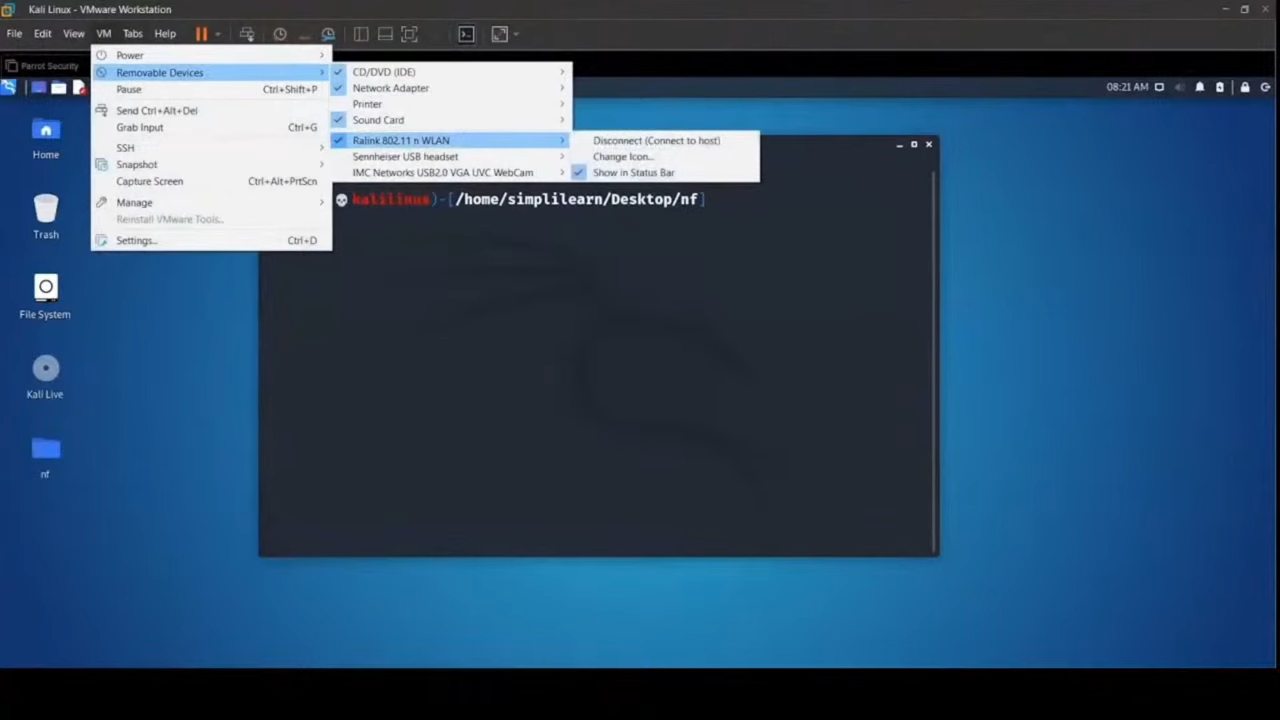 Kali Linux - VMware Workstation
File Edit View VM Tabs Help
Parrot Security
08:21 AM
Power
Removable Devices
Pause Ctrl+Shift+P
Send Ctrl+Alt+Del
Grab Input Ctrl+G
SSH
Snapshot
Capture Screen Ctrl+Alt+PrtScn
Manage
Reinstall VMware Tools...
Settings... Ctrl+D
CD/DVD (IDE)
Network Adapter
Printer
Sound Card
Ralink 802.11 n WLAN
Sennheiser USB headset
IMC Networks USB2.0 VGA UVC WebCam
Disconnect (Connect to host)
Change Icon...
Show in Status Bar
kalilinux)-[/home/simplilearn/Desktop/nf]
Home
Trash
File System
Kali Live
nf